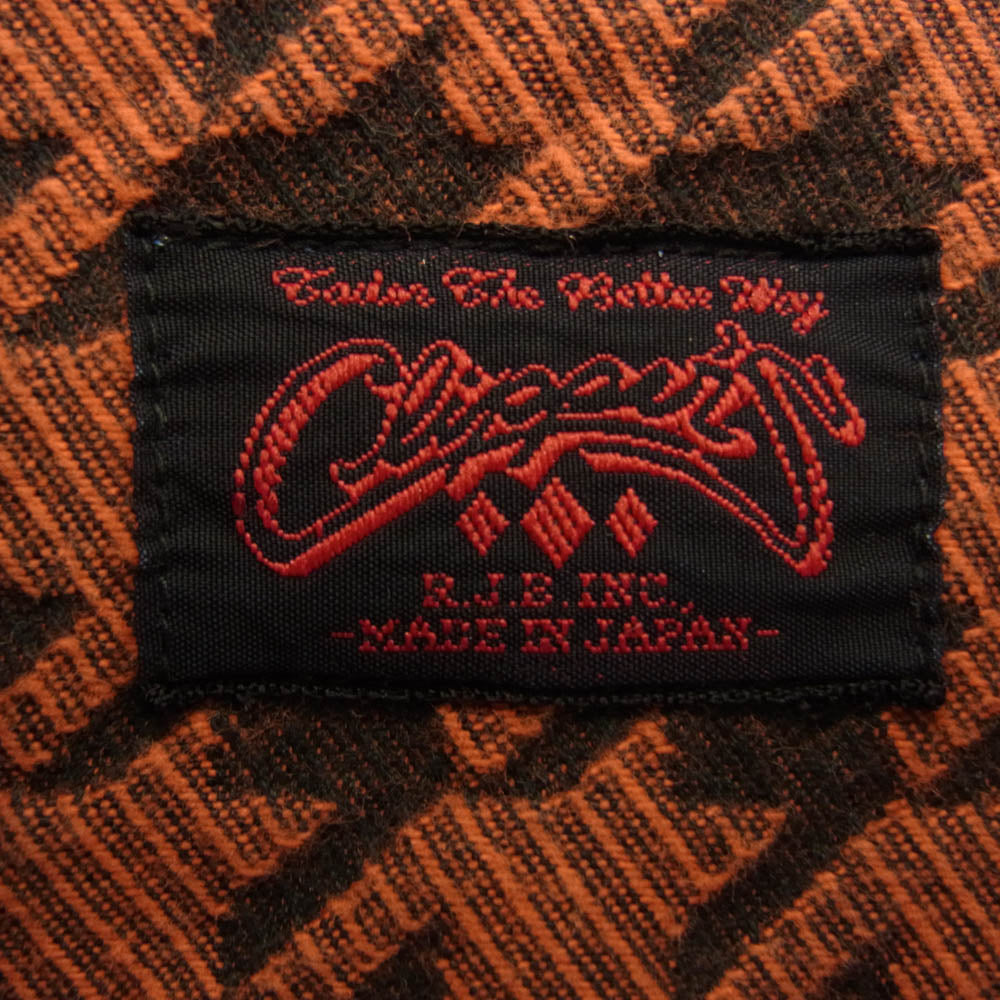 Tailor The Better Way
R.J.B. INC.,
-MADE IN JAPAN-